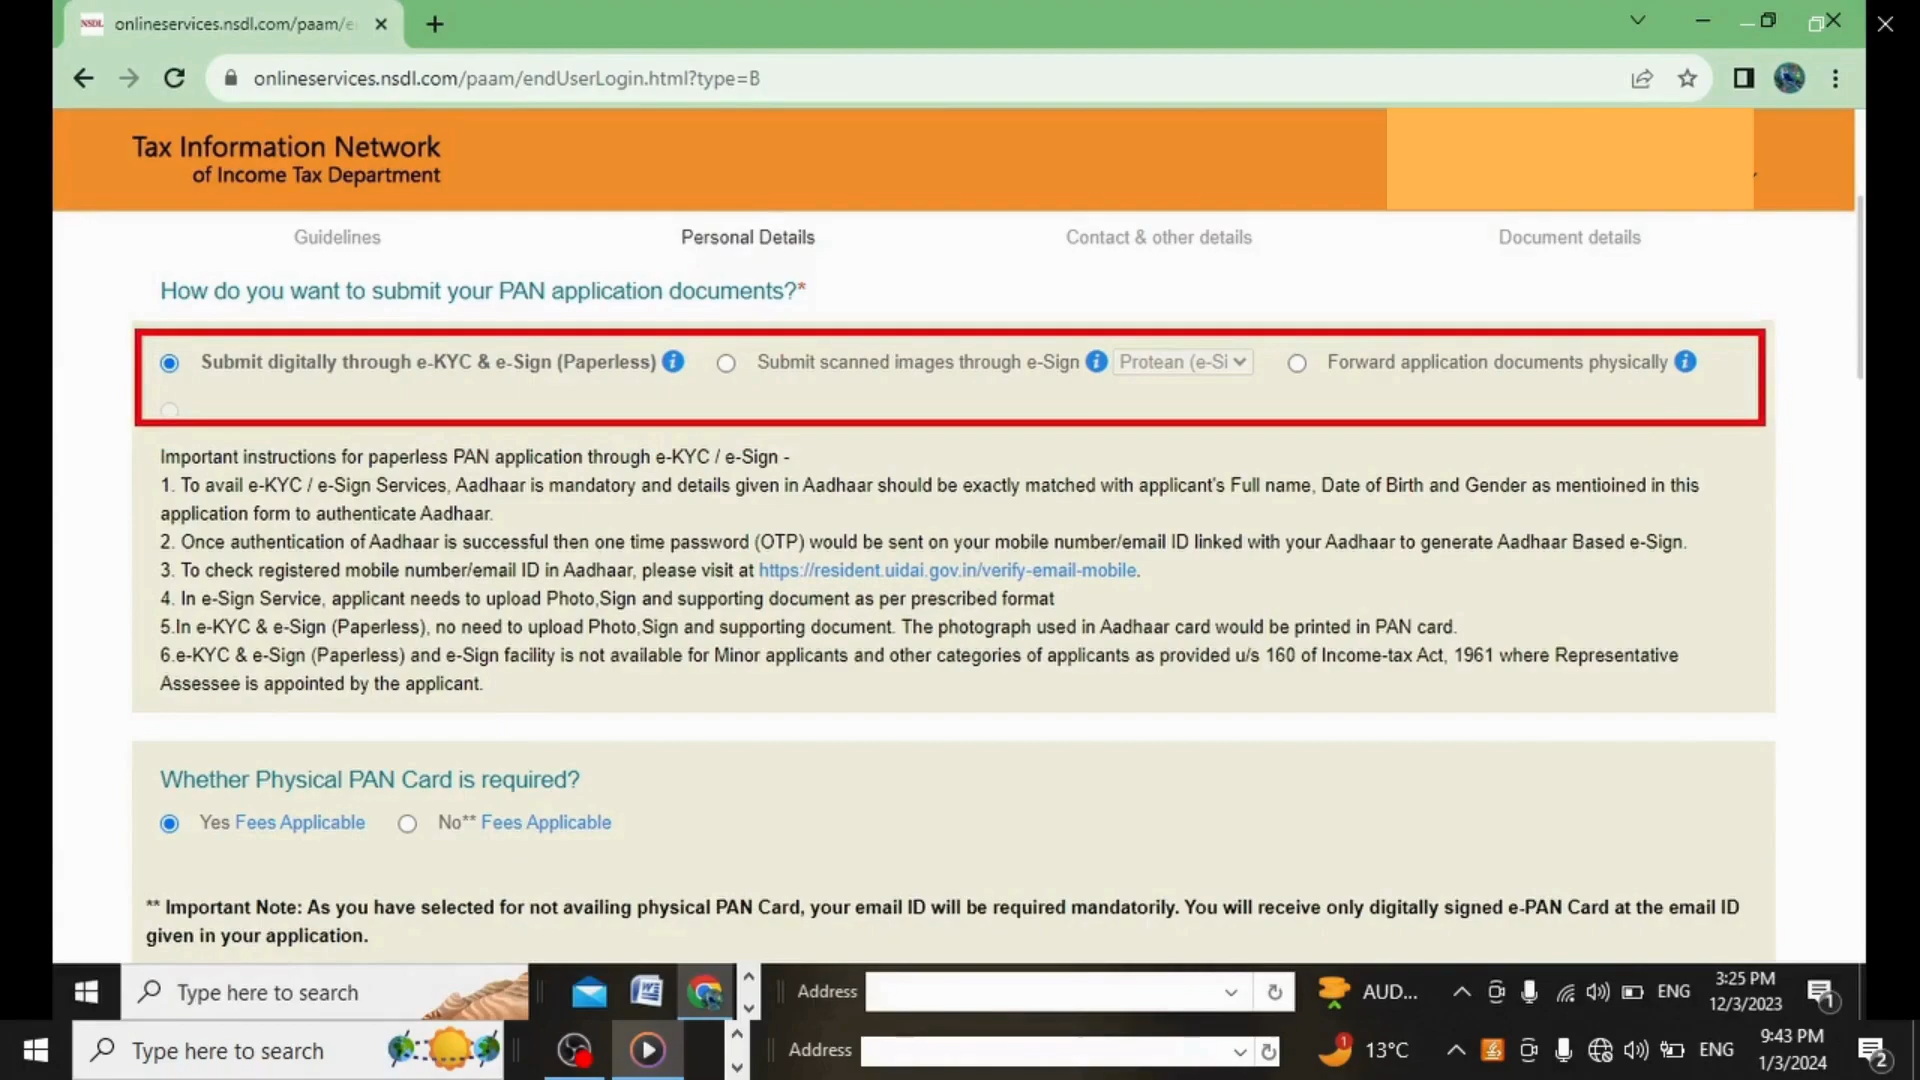 NSDL onlineservices.nsdl.com/paam/e
onlineservices.nsdl.com/paam/endUserLogin.html?type=B
Tax Information Network
of Income Tax Department
Guidelines Personal Details Contact & other details Document details
How do you want to submit your PAN application documents?*
Submit digitally through e-KYC & e-Sign (Paperless) Submit scanned images through e-Sign Protean (e-Si Forward application documents physically
Important instructions for paperless PAN application through e-KYC / e-Sign -
1. To avail e-KYC / e-Sign Services, Aadhaar is mandatory and details given in Aadhaar should be exactly matched with applicant's Full name, Date of Birth and Gender as mentioined in this
application form to authenticate Aadhaar.
2. Once authentication of Aadhaar is successful then one time password (OTP) would be sent on your mobile number/email ID linked with your Aadhaar to generate Aadhaar Based e-Sign.
3. To check registered mobile number/email ID in Aadhaar, please visit at https://resident.uidai.gov.in/verify-email-mobile.
4. In e-Sign Service, applicant needs to upload Photo,Sign and supporting document as per prescribed format
5.In e-KYC & e-Sign (Paperless), no need to upload Photo,Sign and supporting document. The photograph used in Aadhaar card would be printed in PAN card.
6.e-KYC & e-Sign (Paperless) and e-Sign facility is not available for Minor applicants and other categories of applicants as provided u/s 160 of Income-tax Act, 1961 where Representative
Assessee is appointed by the applicant.
Whether Physical PAN Card is required?
Yes Fees Applicable No** Fees Applicable
** Important Note: As you have selected for not availing physical PAN Card, your email ID will be required mandatorily. You will receive only digitally signed e-PAN Card at the email ID
given in your application.
Type here to search Address AUD... ENG 3:25 PM
12/3/2023 1
Type here to search Address 1 13°C ENG 9:43 PM
1/3/2024 2